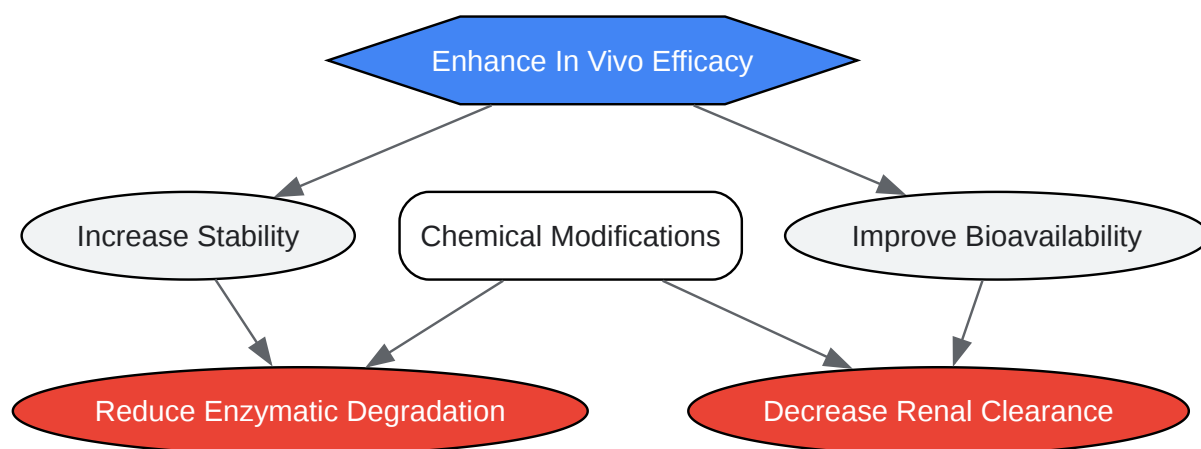 Enhance In Vivo Efficacy
Increase Stability
Chemical Modifications
Improve Bioavailability
Reduce Enzymatic Degradation
Decrease Renal Clearance